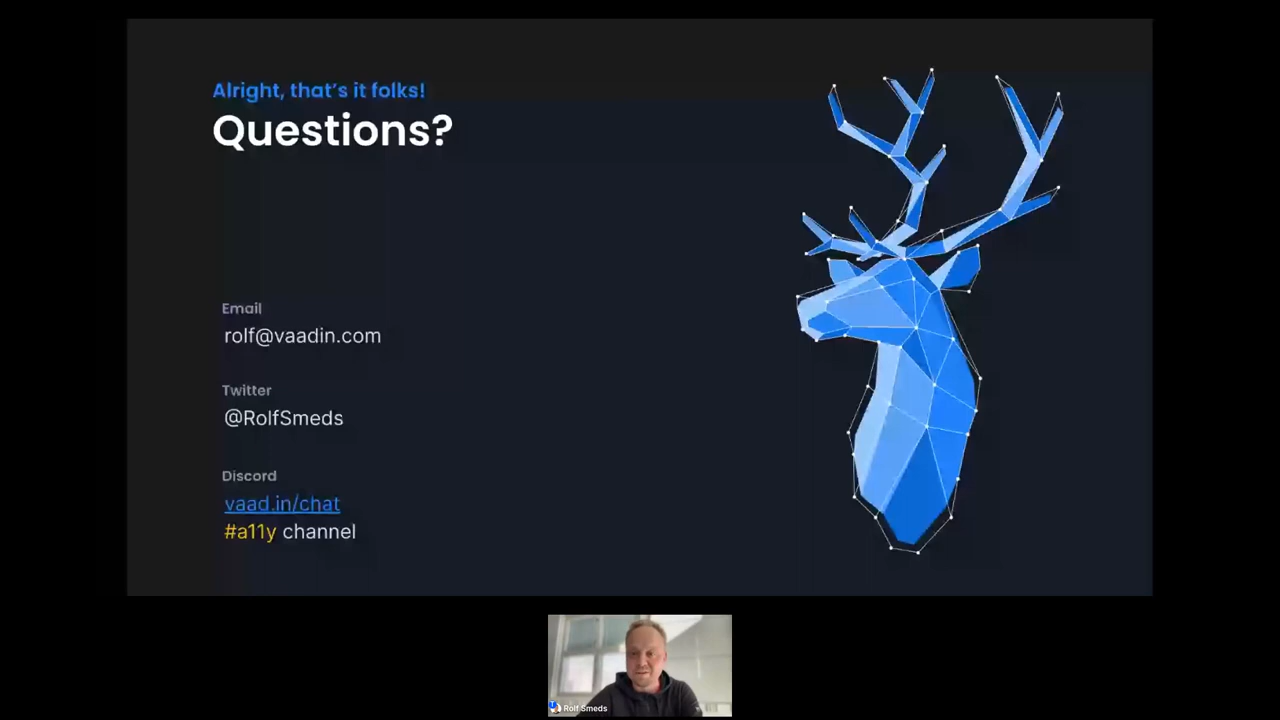 Alright, that’s it folks!
Questions?
Email
rolf@vaadin.com
Twitter
@RolfSmeds
Discord
vaad.in/chat
#a11y channel
Rolf Smeds